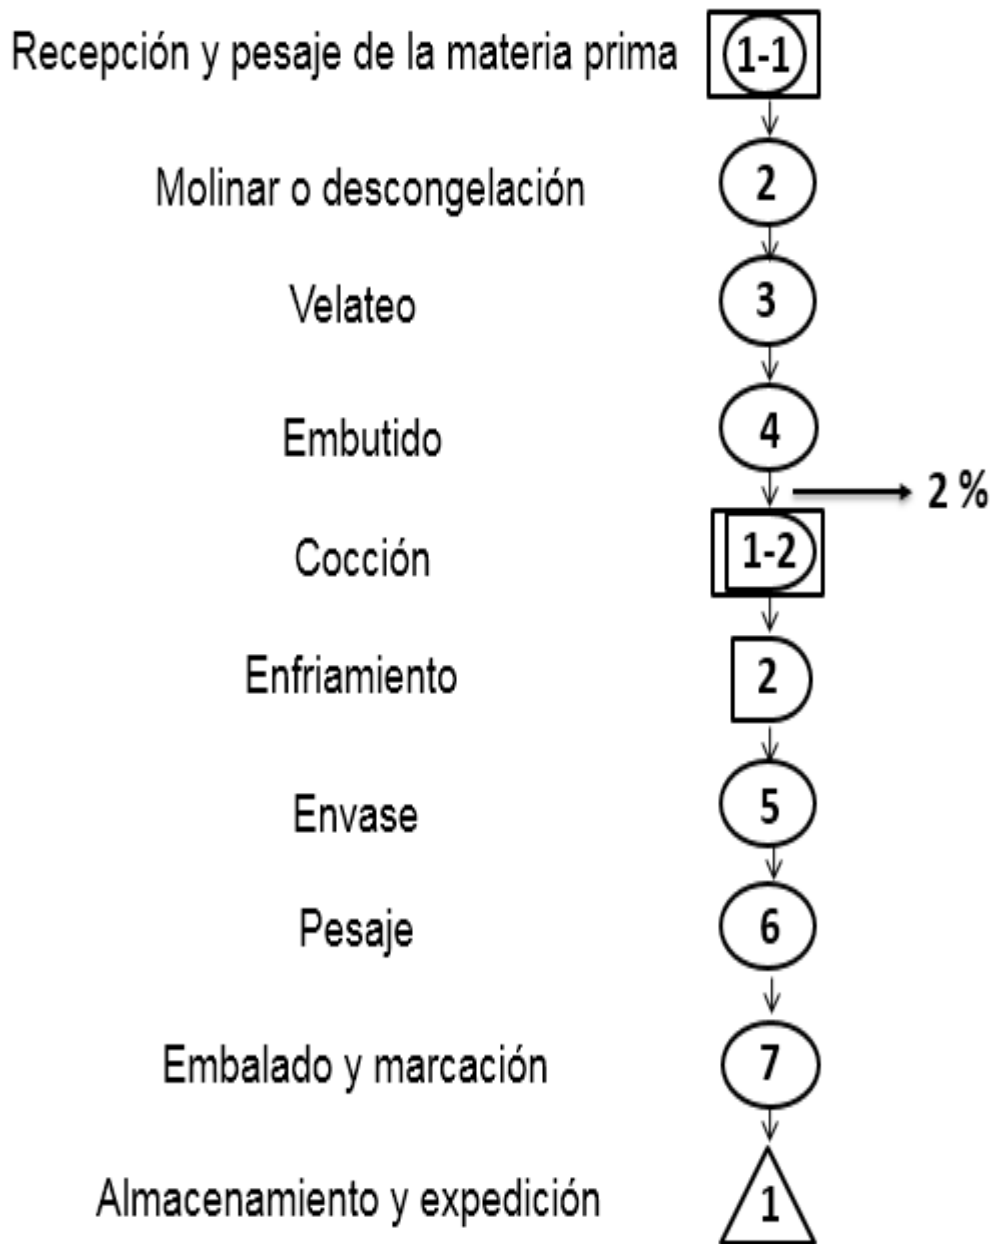 Recepción y pesaje de la materia prima 1-1
Molinar o descongelación 2
Velateo 3
Embutido 4
2 %
Cocción 1-2
Enfriamiento 2
Envase 5
Pesaje 6
Embalado y marcación 7
Almacenamiento y expedición 1